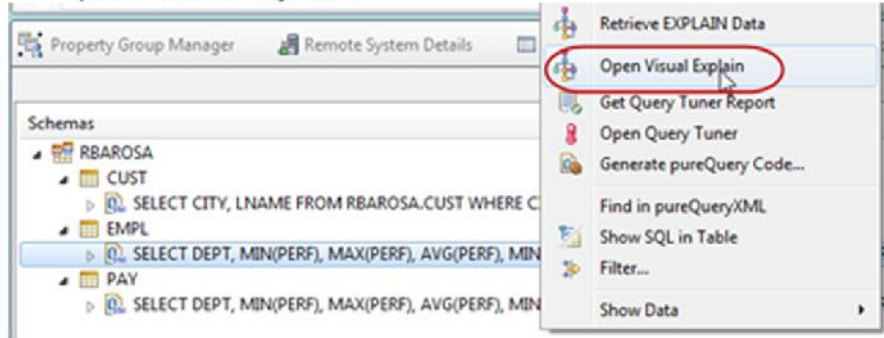 Property Group Manager
Remote System Details
Schemas
RBAROSA
CUST
SELECT CITY, LNAME FROM RBAROSA.CUST WHERE
EMPL
SELECT DEPT, MIN(PERF), MAX(PERF), AVG(PERF), MIN
PAY
SELECT DEPT, MIN(PERF), MAX(PERF), AVG(PERF), MIN
Retrieve EXPLAIN Data
Open Visual Explain
Get Query Tuner Report
Open Query Tuner
Generate pureQuery Code...
Find in pureQueryXML
Show SQL in Table
Filter...
Show Data